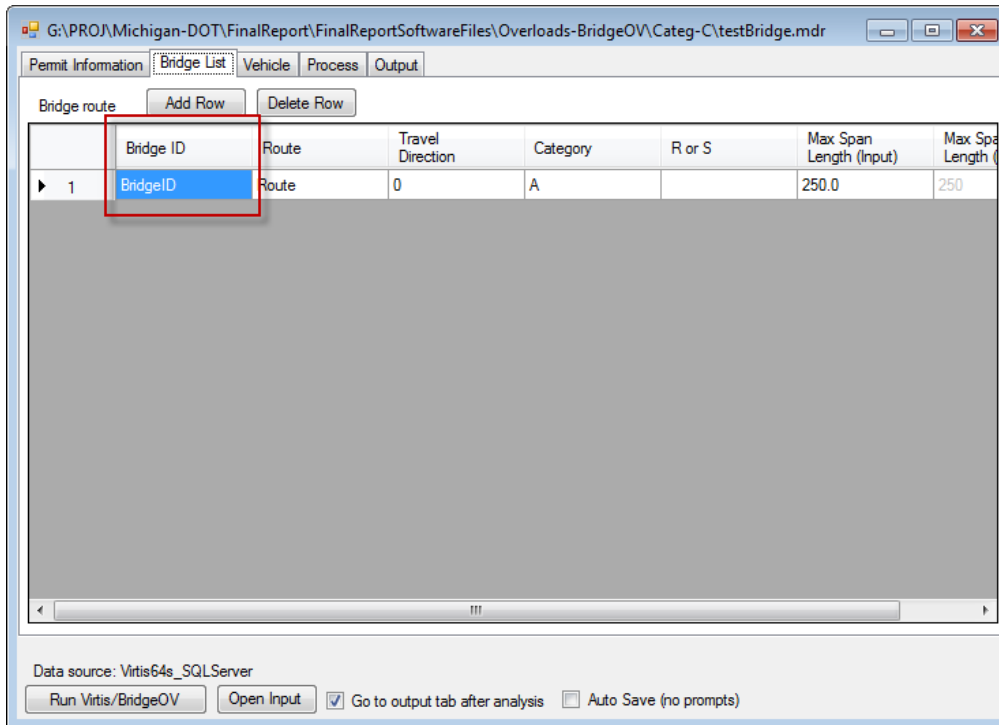 G:\PROJ\Michigan-DOT\FinalReport\FinalReportSoftwareFiles\Overloads-BridgeOV\Categ-C\testBridge.mdr
Permit Information Bridge List Vehicle Process Output
Bridge route Add Row Delete Row
Bridge ID Route Travel Direction Category R or S Max Span Length (Input) Max Spa Length (
1 BridgeID Route 0 A 250.0 250
Data source: Virtis64s_SQLServer
Run Virtis/BridgeOV Open Input Go to output tab after analysis Auto Save (no prompts)